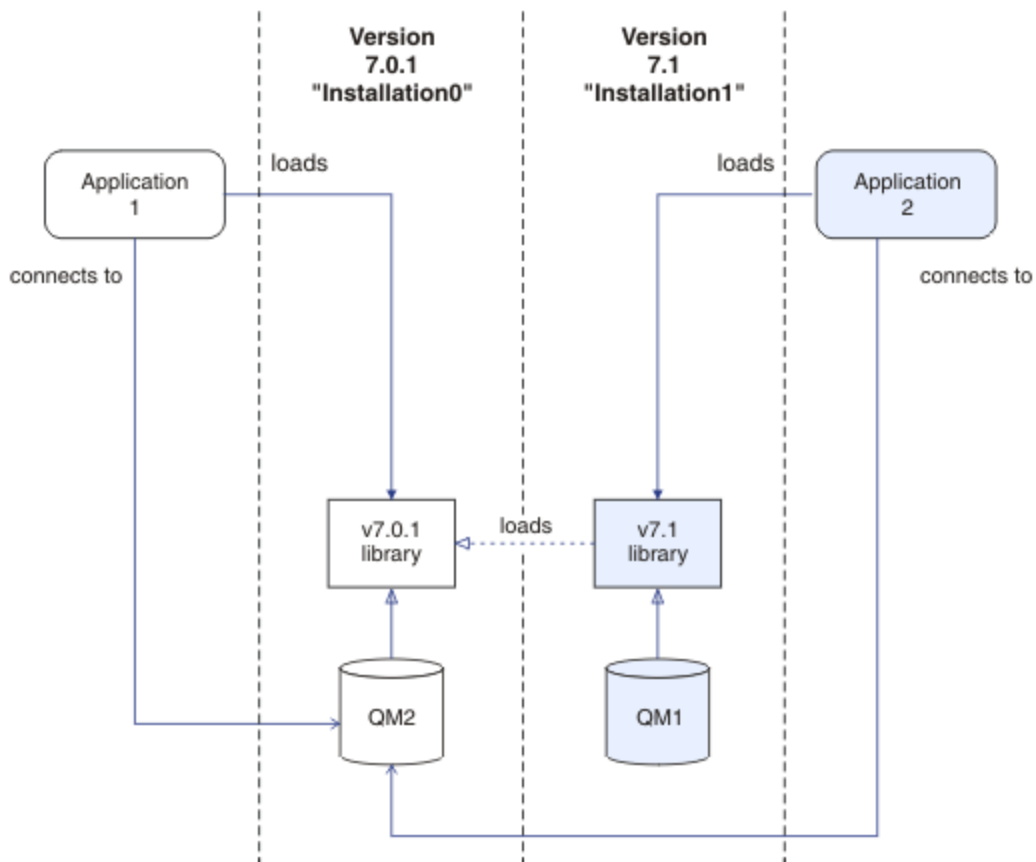 Version
7.0.1
"Installation0"
Version
7.1
"Installation1"
loads
loads
Application
1
Application
2
connects to
connects to
v7.0.1
library
loads
v7.1
library
QM2
QM1